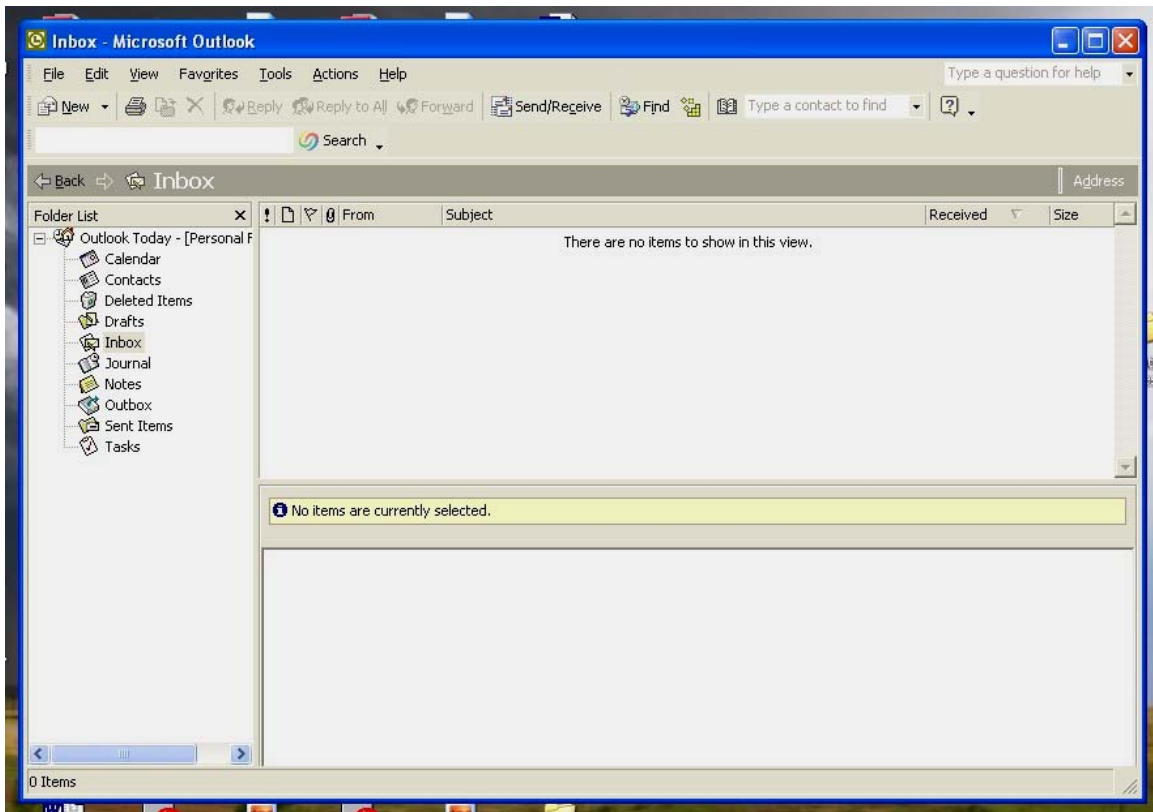 Inbox - Microsoft Outlook
File Edit View Favorites Tools Actions Help Type a question for help
New Reply Reply to All Forward Send/Receive Find Type a contact to find
Search
Back Inbox Address
Folder List ! From Subject Received Size
Outlook Today - [Personal F
There are no items to show in this view.
Calendar
Contacts
Deleted Items
Drafts
Inbox
Journal
Notes
Outbox
Sent Items
Tasks
No items are currently selected.
0 Items